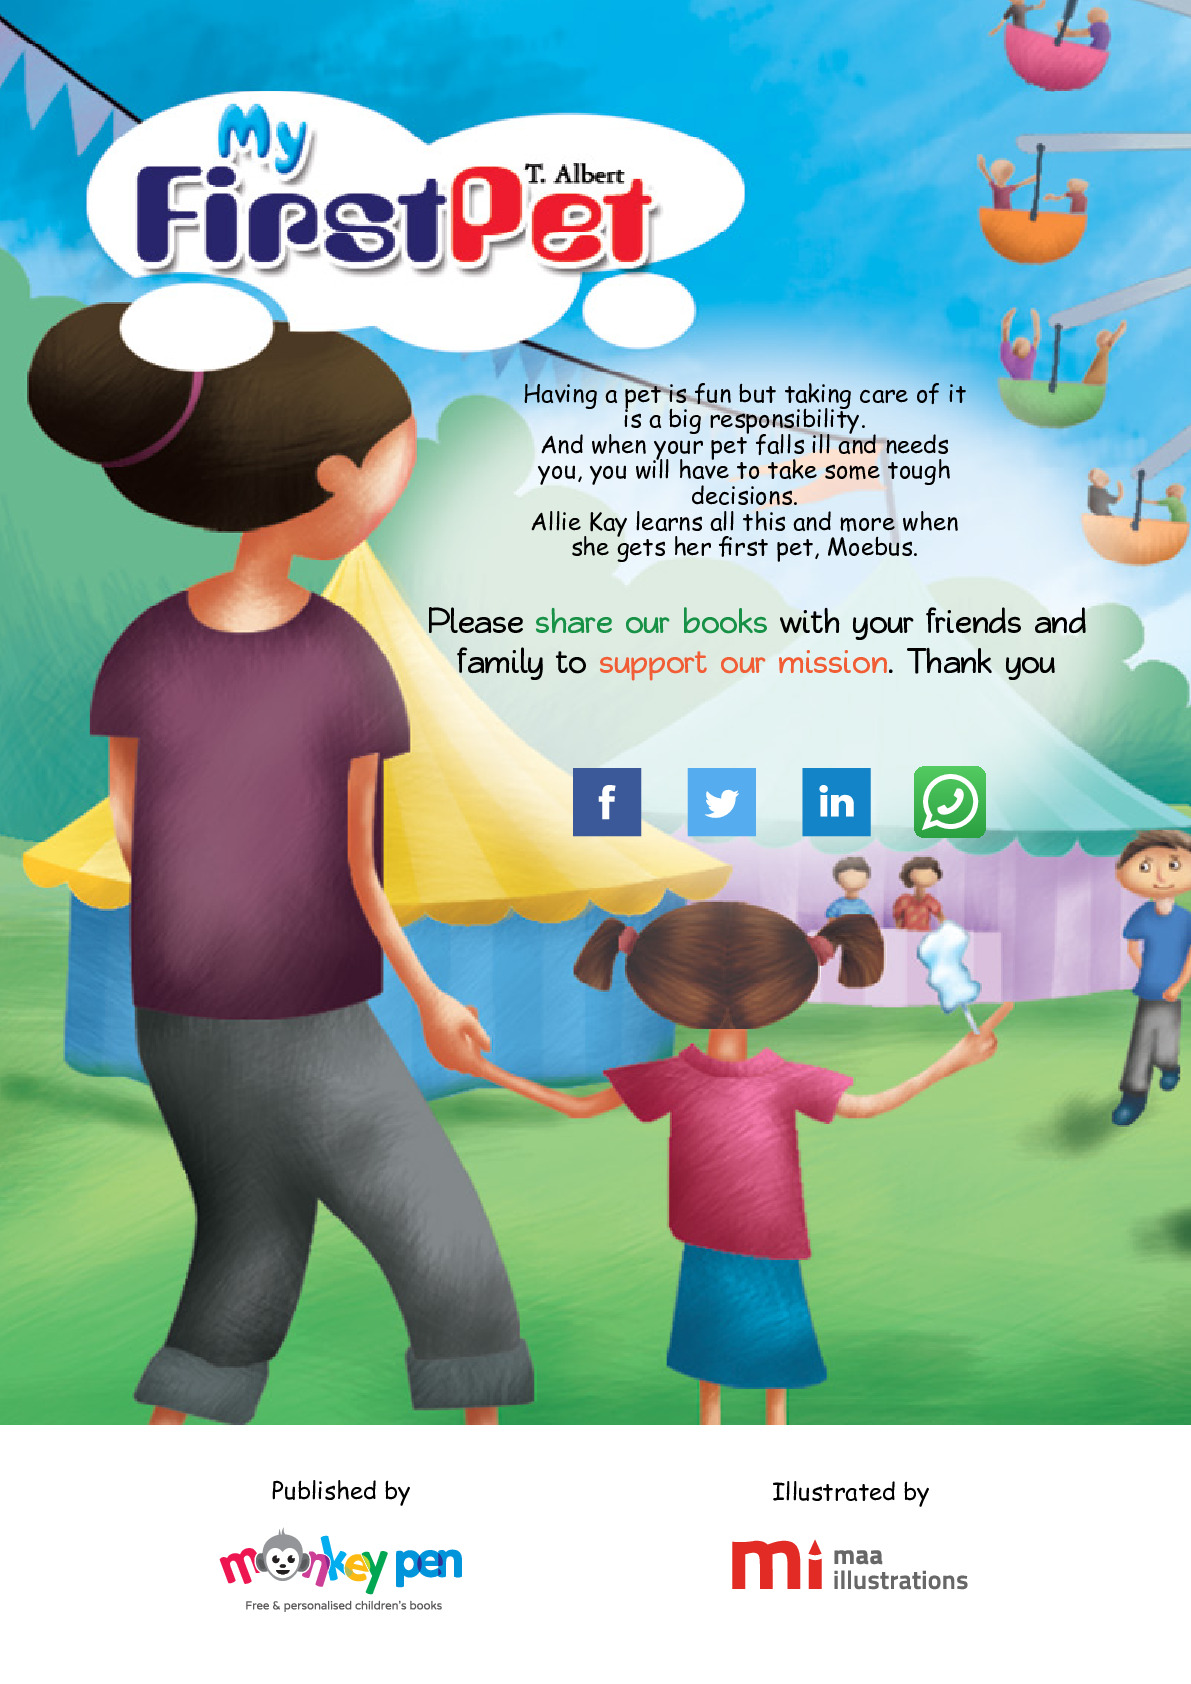 My
First Pet
T. Albert
Having a pet is fun but taking care of it
is a big responsibility.
And when your pet falls ill and needs
you, you will have to take some tough
decisions.
Allie Kay learns all this and more when
she gets her first pet, Moebus.
Please share our books with your friends and
family to support our mission. Thank you
f
in
Published by
monkey pen
Free & personalised children's books
Illustrated by
mi maa
illustrations